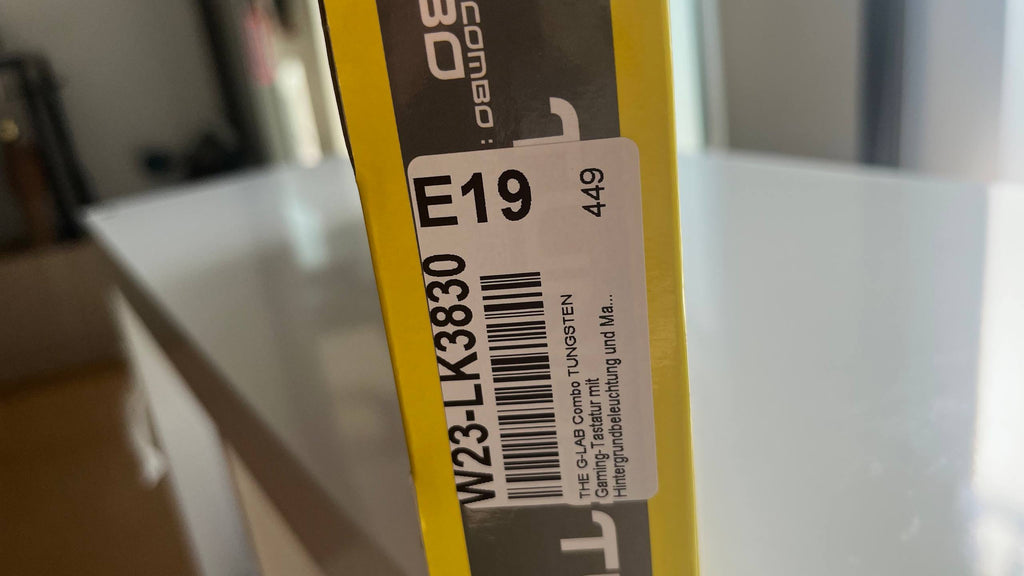 COMBO :
E19
449
W23-LK3830
THE G-LAB Combo TUNGSTEN
Gaming-Tastatur mit
Hintergrundbeleuchtung und Ma...